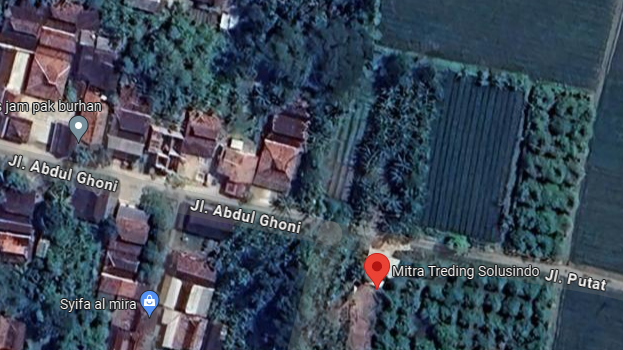 s jam pak burhan
Jl. Abdul Ghoni
Jl. Abdul Ghoni
Mitra Treding Solusindo
Jl. Putat
Syifa al mira